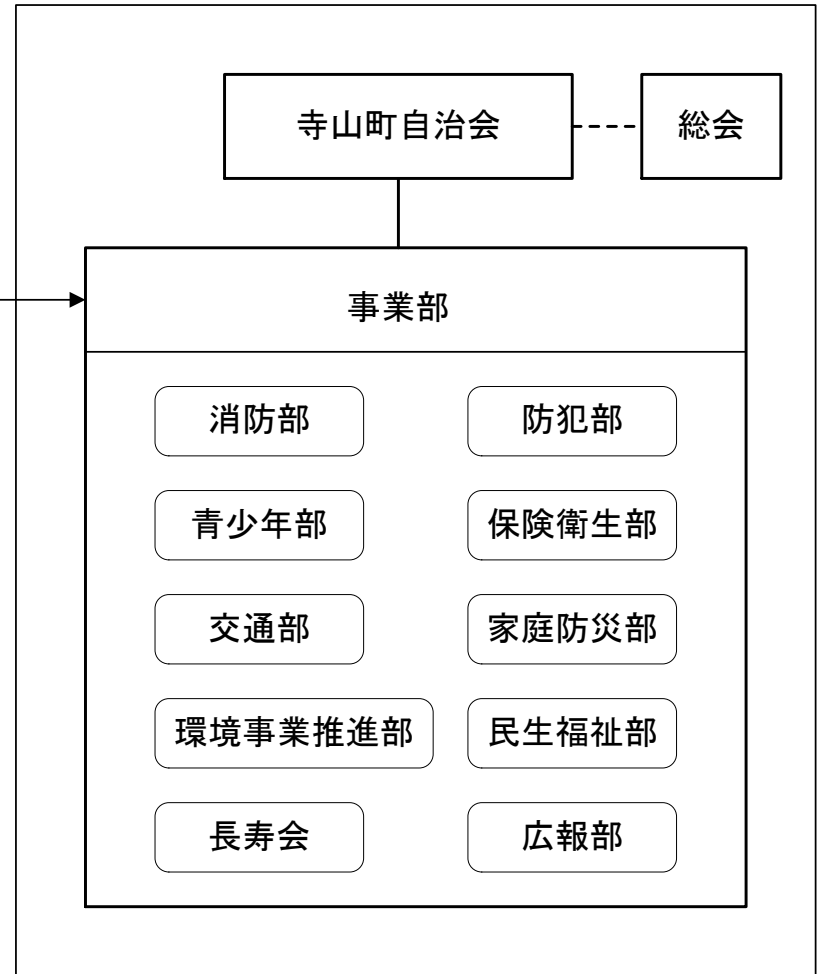 寺山町自治会
総会
事業部
消防部
防犯部
青少年部
保険衛生部
交通部
家庭防災部
環境事業推進部
民生福祉部
長寿会
広報部